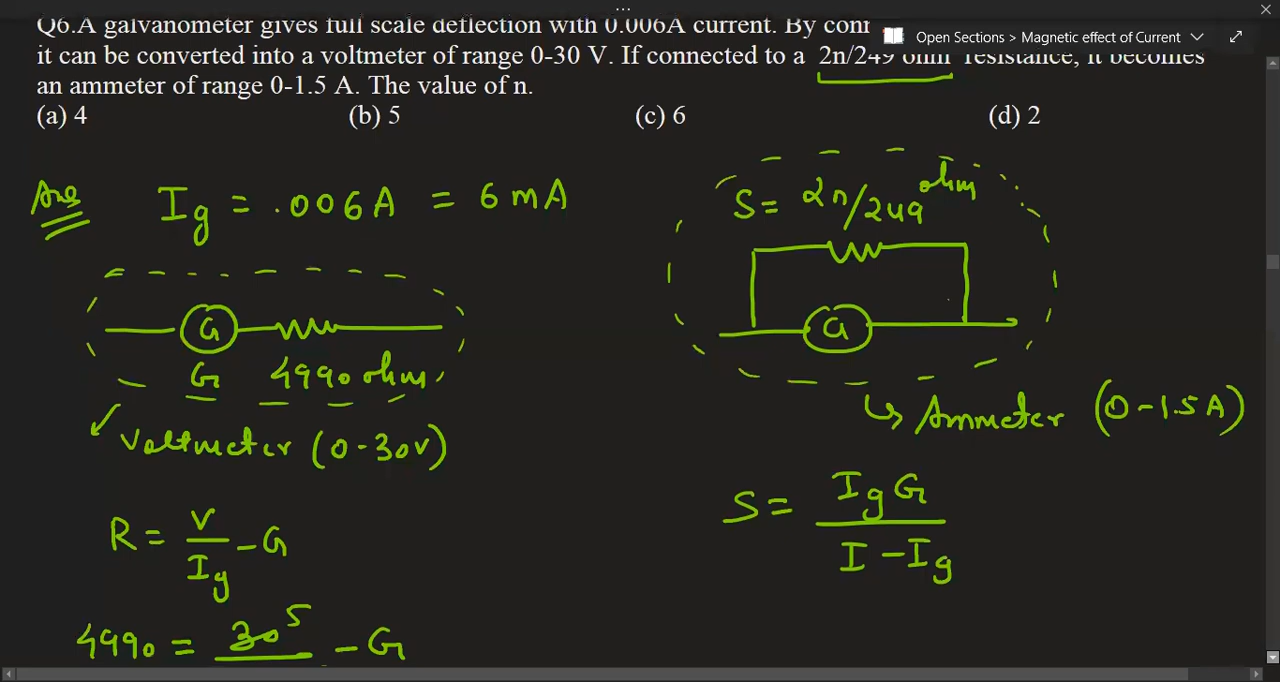 ...
Q6.A galvanometer gives full scale deflection with 0.006A current. By
Open Sections > Magnetic effect of Current
it can be converted into a voltmeter of range 0-30 V. If connected to a 2n/249 ohm resistance, it becomes
an ammeter of range 0-1.5 A. The value of n.
(a) 4 (b) 5 (c) 6 (d) 2
Ans Ig = .006A = 6 mA
S = 2n/249 ohm
G G
G 4990 ohm
Voltmeter (0-30V)
Ammeter (0-1.5A)
S = IgG / I - Ig
R = V / Ig - G
4990 = 30 5 - G